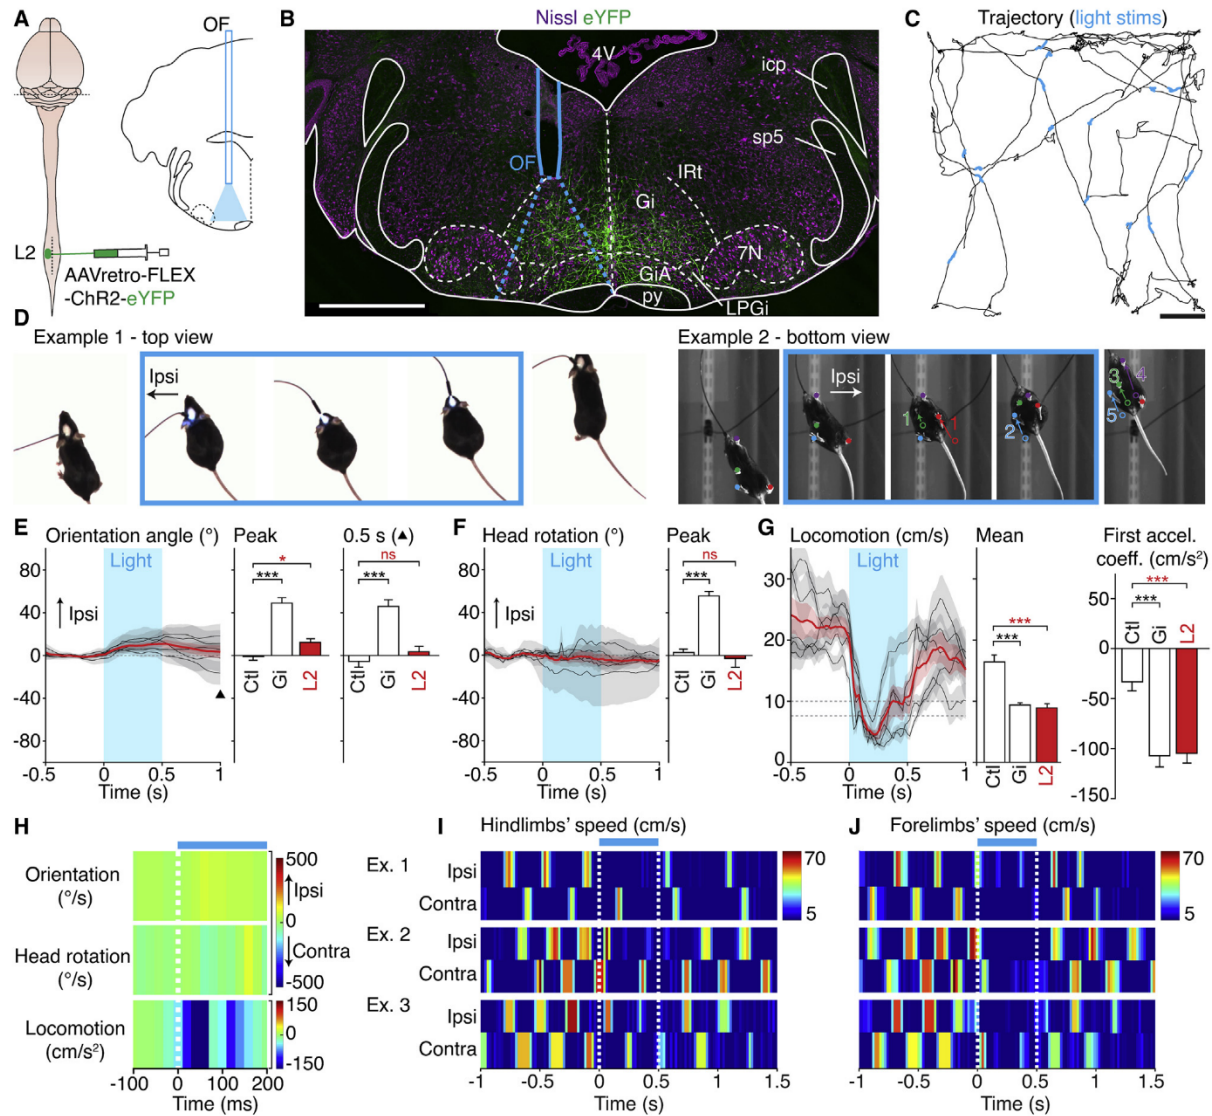 A
OF
L2
AAVretro-FLEX
-ChR2-eYFP
B
Nissl eYFP
4V
icp
sp5
OF
IRt
Gi
7N
GiA
py
LPGi
C
Trajectory (light stims)
D
Example 1 - top view
Ipsi
Example 2 - bottom view
Ipsi
1
1
2
3
4
5
E
Orientation angle (°)
Peak
0.5 s (▲)
Light
Ipsi
80
40
0
-40
-80
*
***
ns
***
Ctl
Gi
L2
Ctl
Gi
L2
▲
-0.5
0
0.5
1
Time (s)
F
Head rotation (°)
Peak
Light
Ipsi
80
40
0
-40
-80
ns
***
Ctl
Gi
L2
-0.5
0
0.5
1
Time (s)
G
Locomotion (cm/s)
Mean
First accel.
coeff. (cm/s²)
Light
30
20
10
0
***
***
Ctl
Gi
L2
-0.5
0
0.5
1
Time (s)
50
0
-50
-100
-150
***
***
Ctl
Gi
L2
H
Orientation
(°/s)
Head rotation
(°/s)
Locomotion
(cm/s²)
500
Ipsi
0
Contra
-500
150
0
-150
-100
0
100
200
Time (ms)
I
Hindlimbs' speed (cm/s)
Ex. 1
Ipsi
Contra
Ex. 2
Ipsi
Contra
Ex. 3
Ipsi
Contra
70
5
-1
-0.5
0
0.5
1
1.5
Time (s)
J
Forelimbs' speed (cm/s)
70
5
-1
-0.5
0
0.5
1
1.5
Time (s)